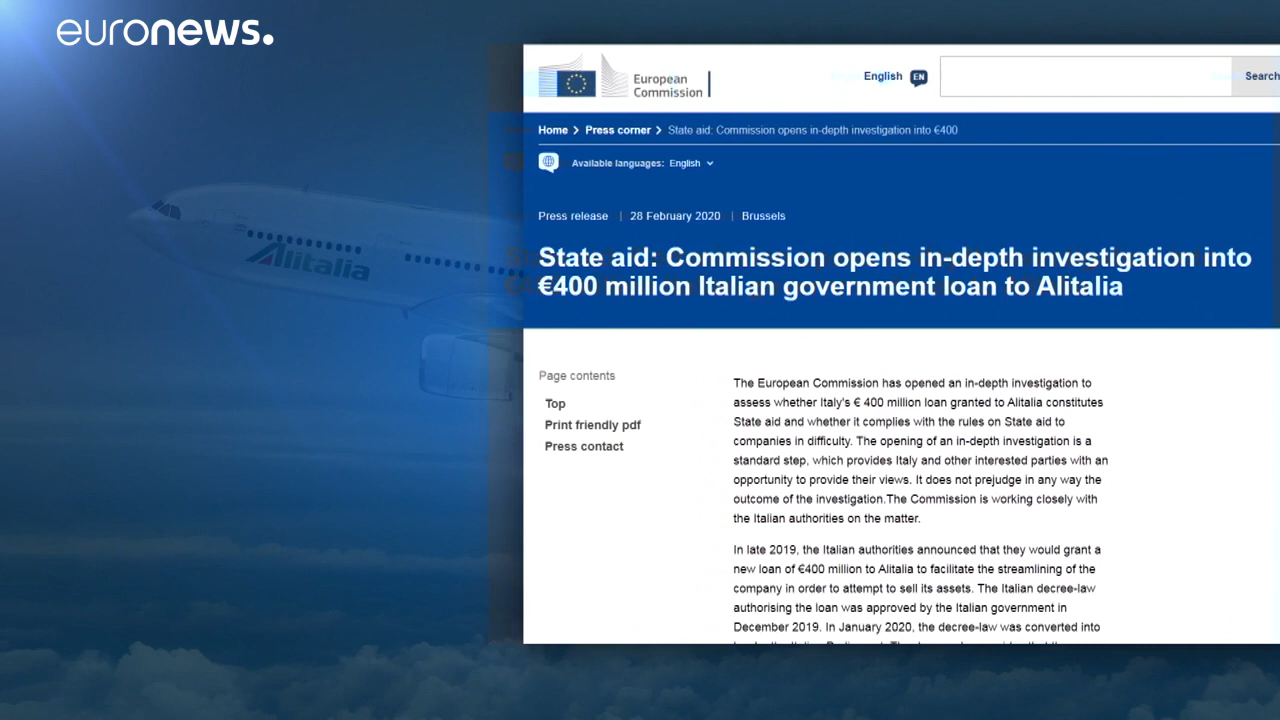 euronews.
European
Commission
English EN
Search
Home Press corner State aid: Commission opens in-depth investigation into €400
Available languages: English
Press release | 28 February 2020 | Brussels
State aid: Commission opens in-depth investigation into
€400 million Italian government loan to Alitalia
Alitalia
Page contents
Top
Print friendly pdf
Press contact
The European Commission has opened an in-depth investigation to
assess whether Italy's € 400 million loan granted to Alitalia constitutes
State aid and whether it complies with the rules on State aid to
companies in difficulty. The opening of an in-depth investigation is a
standard step, which provides Italy and other interested parties with an
opportunity to provide their views. It does not prejudge in any way the
outcome of the investigation.The Commission is working closely with
the Italian authorities on the matter.
In late 2019, the Italian authorities announced that they would grant a
new loan of €400 million to Alitalia to facilitate the streamlining of the
company in order to attempt to sell its assets. The Italian decree-law
authorising the loan was approved by the Italian government in
December 2019. In January 2020, the decree-law was converted into